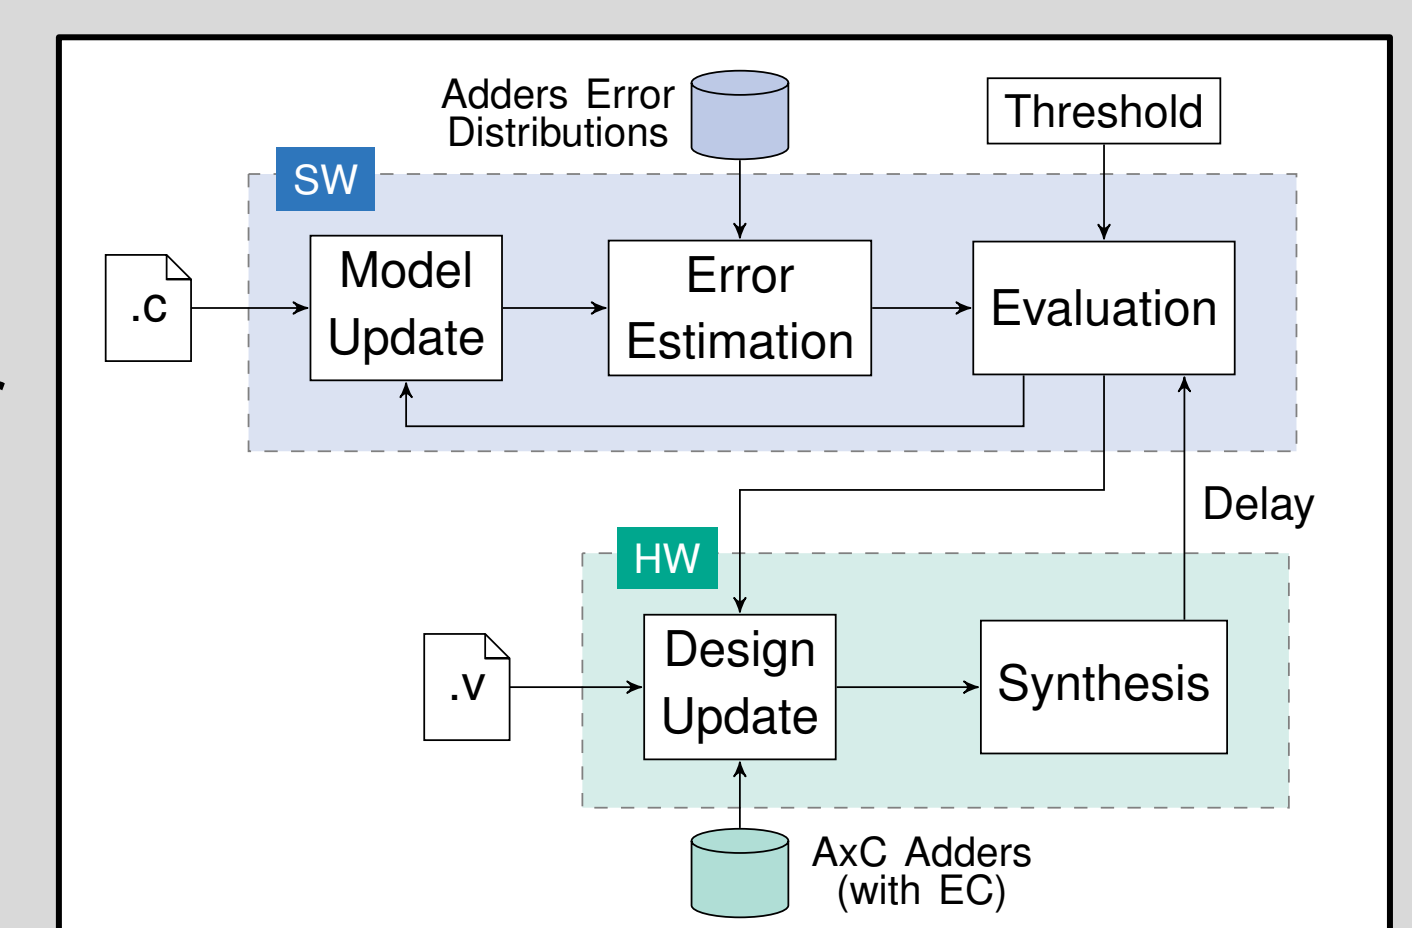 Adders Error
Distributions
Threshold
SW
.c
Model
Update
Error
Estimation
Evaluation
Delay
HW
.v
Design
Update
Synthesis
AxC Adders
(with EC)